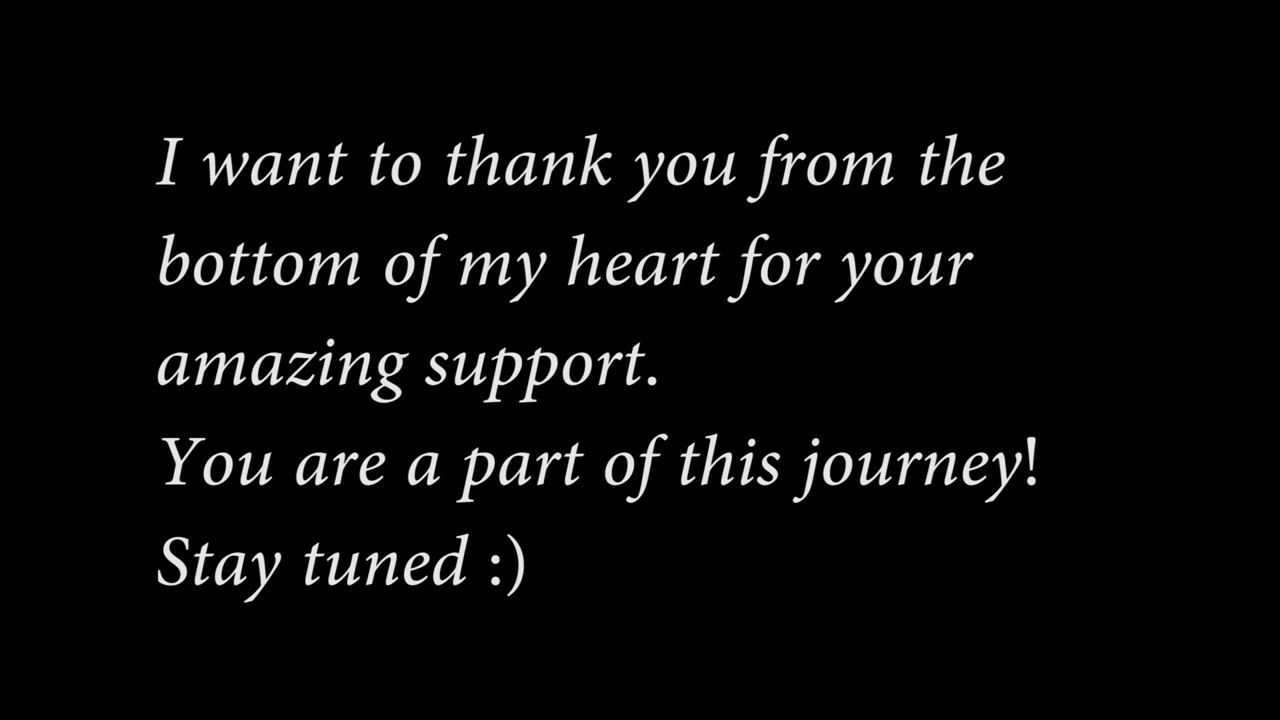 I want to thank you from the
bottom of my heart for your
amazing support.
You are a part of this journey!
Stay tuned :)